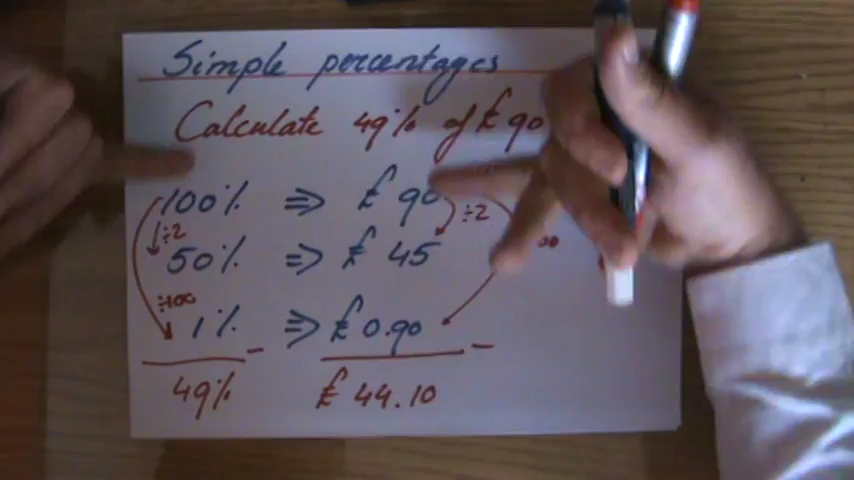 Simple percentages
Calculate 49% of £90
100% ⇒ £ 90
÷2 ÷2
50% ⇒ £ 45
÷100 00
1% ⇒ £0.90
49% £44.10